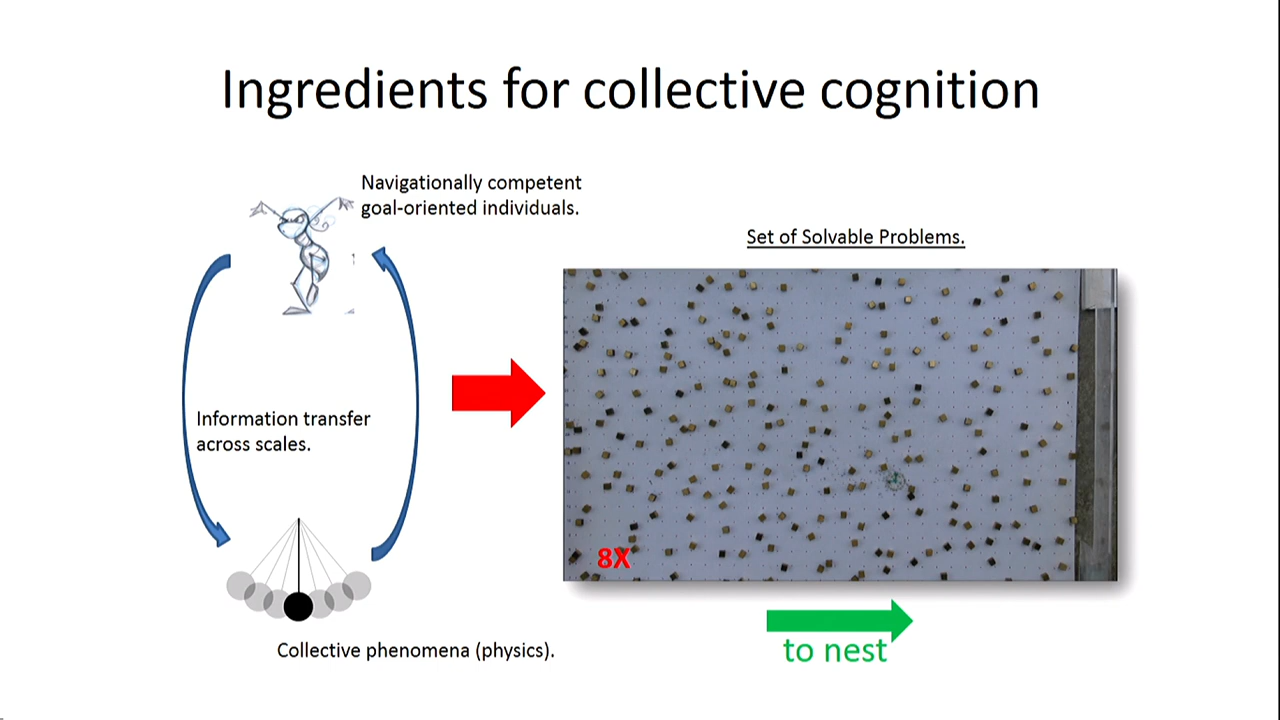 Ingredients for collective cognition
Navigationally competent
goal-oriented individuals.
Set of Solvable Problems.
Information transfer
across scales.
8X
Collective phenomena (physics).
to nest